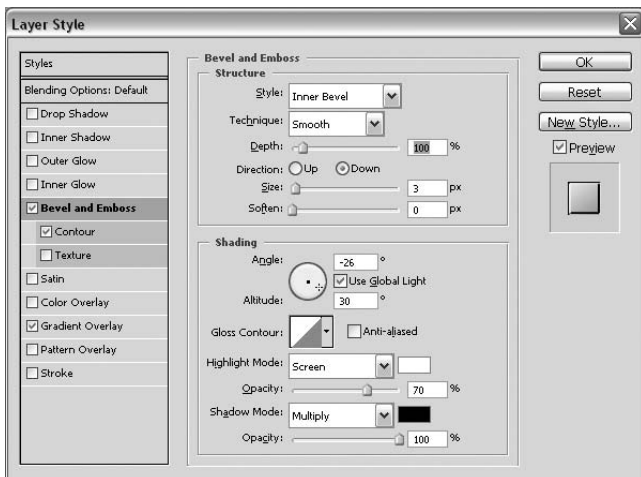 Layer Style
Styles
Blending Options: Default
Drop Shadow
Inner Shadow
Outer Glow
Inner Glow
Bevel and Emboss
Contour
Texture
Satin
Color Overlay
Gradient Overlay
Pattern Overlay
Stroke
Bevel and Emboss
Structure
Style: Inner Bevel
Technique: Smooth
Depth: 100 %
Direction: Up Down
Size: 3 px
Soften: 0 px
Shading
Angle: -26 °
Use Global Light
Altitude: 30 °
Gloss Contour: Anti-aliased
Highlight Mode: Screen
Opacity: 70 %
Shadow Mode: Multiply
Opacity: 100 %
OK
Reset
New Style...
Preview